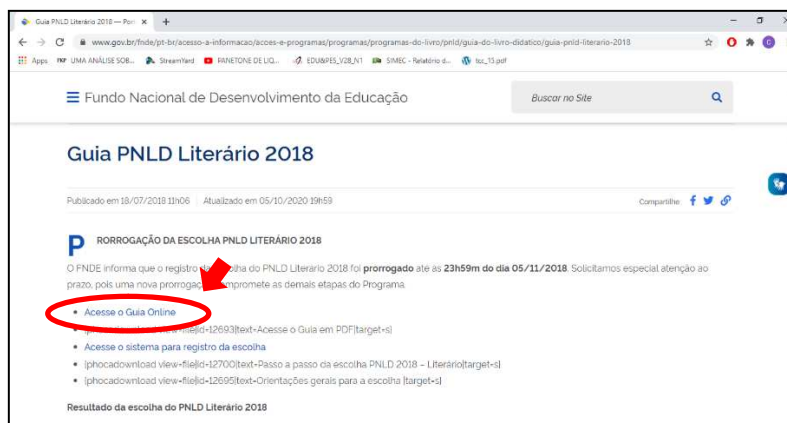 Guia PNLD Literário 2018 — Por
www.gov.br/fnde/pt-br/acesso-a-informacao/acoes-e-programas/programas/programas-do-livro/pnld/guia-do-livro-didatico/guia-pnld-literario-2018
Apps UMA ANÁLISE SOB... StreamYard PANETONE DE LIQ... EDU&PES_V28_N1 SIMEC - Relatório d... tcc_13.pdf
Fundo Nacional de Desenvolvimento da Educação
Buscar no Site
Guia PNLD Literário 2018
Publicado em 18/07/2018 11h06 Atualizado em 05/10/2020 19h59
Compartilhe:
PRORROGAÇÃO DA ESCOLHA PNLD LITERÁRIO 2018
O FNDE informa que o registro da escolha do PNLD Literario 2018 foi prorrogado até as 23h59m do dia 05/11/2018. Solicitamos especial atenção ao
prazo, pois uma nova prorrogação compromete as demais etapas do Programa.
Acesse o Guia Online
{phocadownload view=file|id=12693|text=Acesse o Guia em PDF|target=s}
Acesse o sistema para registro da escolha
{phocadownload view=file|id=12700|text=Passo a passo da escolha PNLD 2018 – Literário|target=s}
{phocadownload view=file|id=12695|text=Orientações gerais para a escolha |target=s}
Resultado da escolha do PNLD Literário 2018